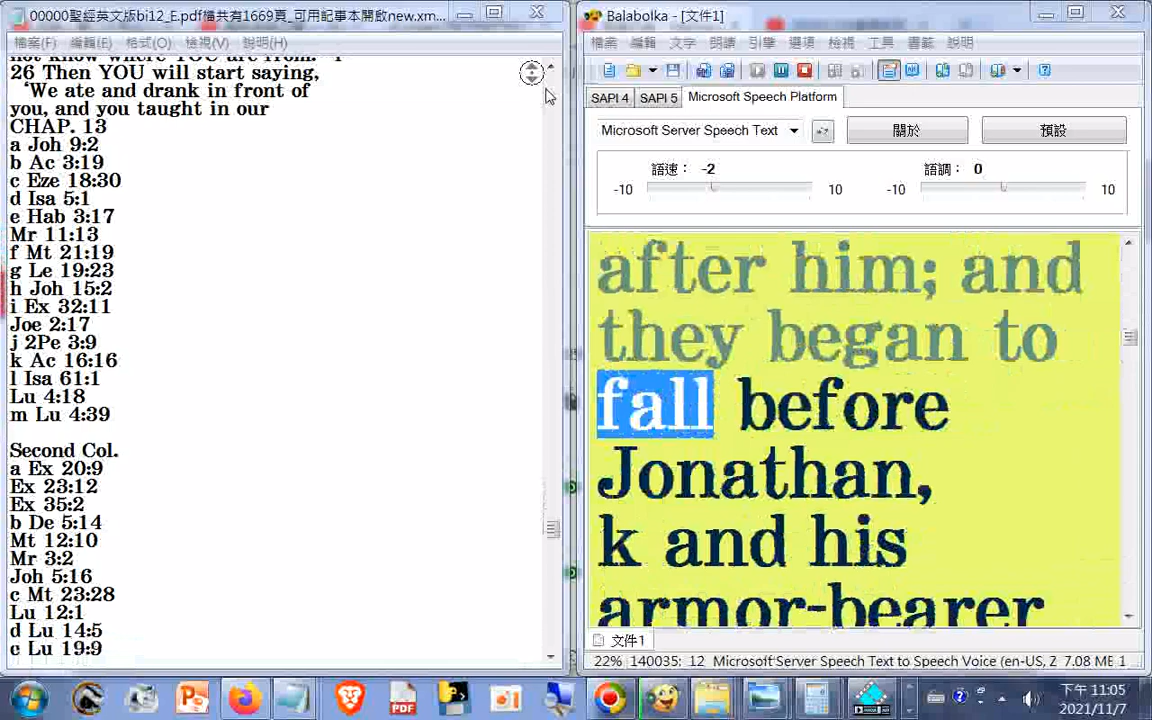 00000聖經英文版bi12_E.pdf檔共有1669頁_可用記事本開啟new.xm...
檔案(F) 編輯(E) 格式(O) 檢視(V) 說明(H)
not know where YOU are from.
26 Then YOU will start saying,
‘We ate and drank in front of
you, and you taught in our
CHAP. 13
a Joh 9:2
b Ac 3:19
c Eze 18:30
d Isa 5:1
e Hab 3:17
Mr 11:13
f Mt 21:19
g Le 19:23
h Joh 15:2
i Ex 32:11
Joe 2:17
j 2Pe 3:9
k Ac 16:16
l Isa 61:1
Lu 4:18
m Lu 4:39
Second Col.
a Ex 20:9
Ex 23:12
Ex 35:2
b De 5:14
Mt 12:10
Mr 3:2
Joh 5:16
c Mt 23:28
Lu 12:1
d Lu 14:5
e Lu 19:9
Balabolka - [文件1]
檔案 編輯 文字 朗讀 引擎 選項 檢視 工具 書籤 說明
SAPI 4 SAPI 5 Microsoft Speech Platform
Microsoft Server Speech Text 關於 預設
語速： -2 語調： 0
-10 10 -10 10
after him; and
they began to
fall before
Jonathan,
k and his
armor-bearer
文件1
22% 140035: 12 Microsoft Server Speech Text to Speech Voice (en-US, 2 7.08 MB 1
PDF
下午 11:05
2021/11/7